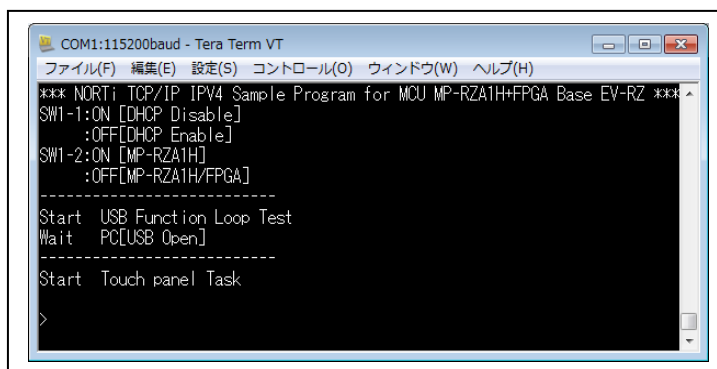 COM1:115200baud - Tera Term VT
ファイル(F) 編集(E) 設定(S) コントロール(O) ウィンドウ(W) ヘルプ(H)
*** NORTi TCP/IP IPV4 Sample Program for MCU MP-RZA1H+FPGA Base EV-RZ ***
SW1-1:ON [DHCP Disable]
     :OFF[DHCP Enable]
SW1-2:ON [MP-RZA1H]
     :OFF[MP-RZA1H/FPGA]
---------------------------
Start  USB Function Loop Test
Wait   PC[USB Open]
---------------------------
Start  Touch panel Task
>